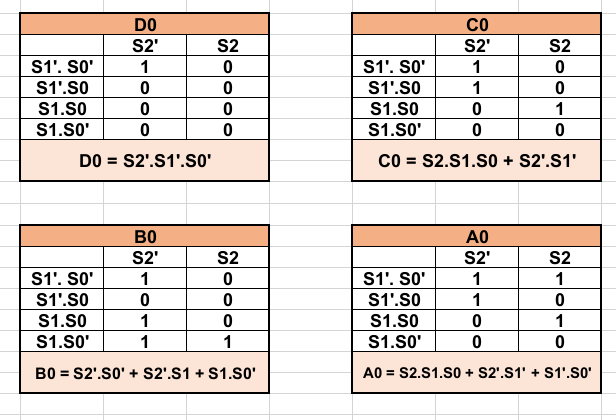 D0
S2' S2
S1'. S0' 1 0
S1'.S0 0 0
S1.S0 0 0
S1.S0' 0 0
D0 = S2'.S1'.S0'
C0
S2' S2
S1'. S0' 1 0
S1'.S0 1 0
S1.S0 0 1
S1.S0' 0 0
C0 = S2.S1.S0 + S2'.S1'
B0
S2' S2
S1'. S0' 1 0
S1'.S0 0 0
S1.S0 1 0
S1.S0' 1 1
B0 = S2'.S0' + S2'.S1 + S1.S0'
A0
S2' S2
S1'. S0' 1 1
S1'.S0 1 0
S1.S0 0 1
S1.S0' 0 0
A0 = S2.S1.S0 + S2'.S1' + S1'.S0'